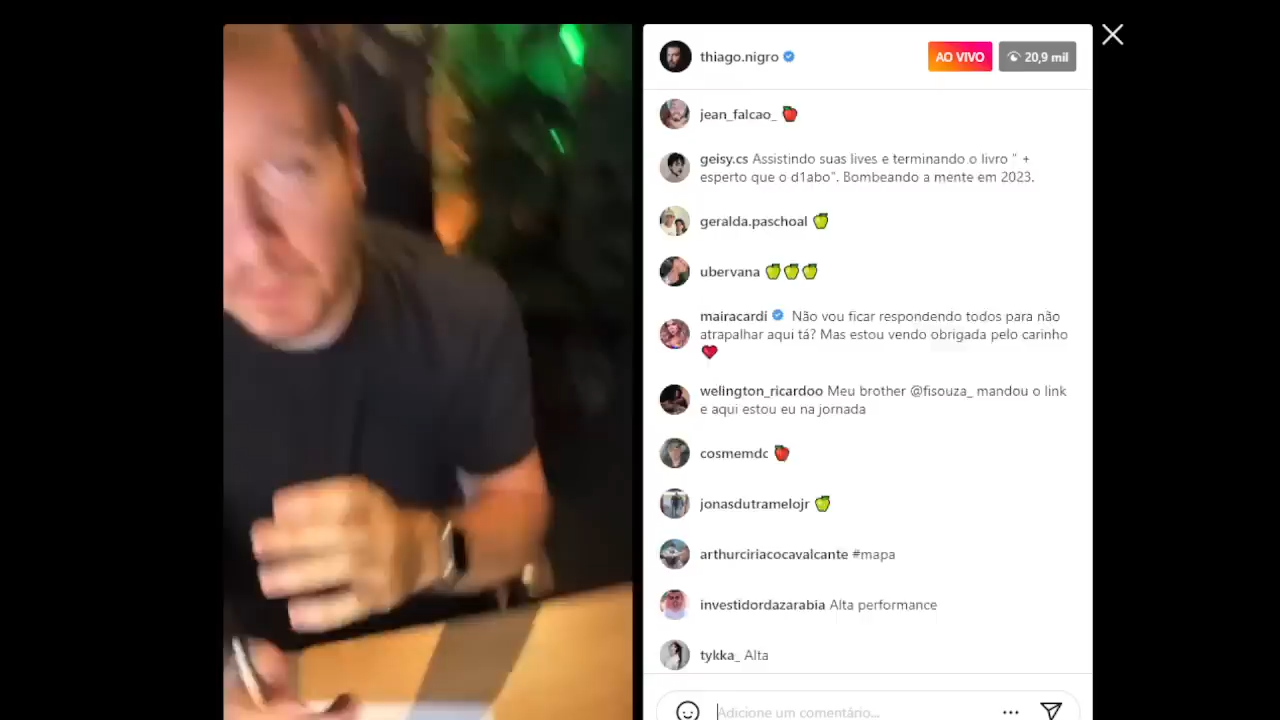 thiago.nigro
AO VIVO
20,9 mil
jean_falcao_
geisy.cs Assistindo suas lives e terminando o livro " +
esperto que o d1abo". Bombeando a mente em 2023.
geralda.paschoal
ubervana
mairacardi Não vou ficar respondendo todos para não
atrapalhar aqui tá? Mas estou vendo obrigada pelo carinho
welington_ricardoo Meu brother @fisouza_ mandou o link
e aqui estou eu na jornada
cosmemdc
jonasdutramelojr
arthurciriacocavalcante #mapa
investidordazarabia Alta performance
tykka_ Alta
Adicione um comentário...